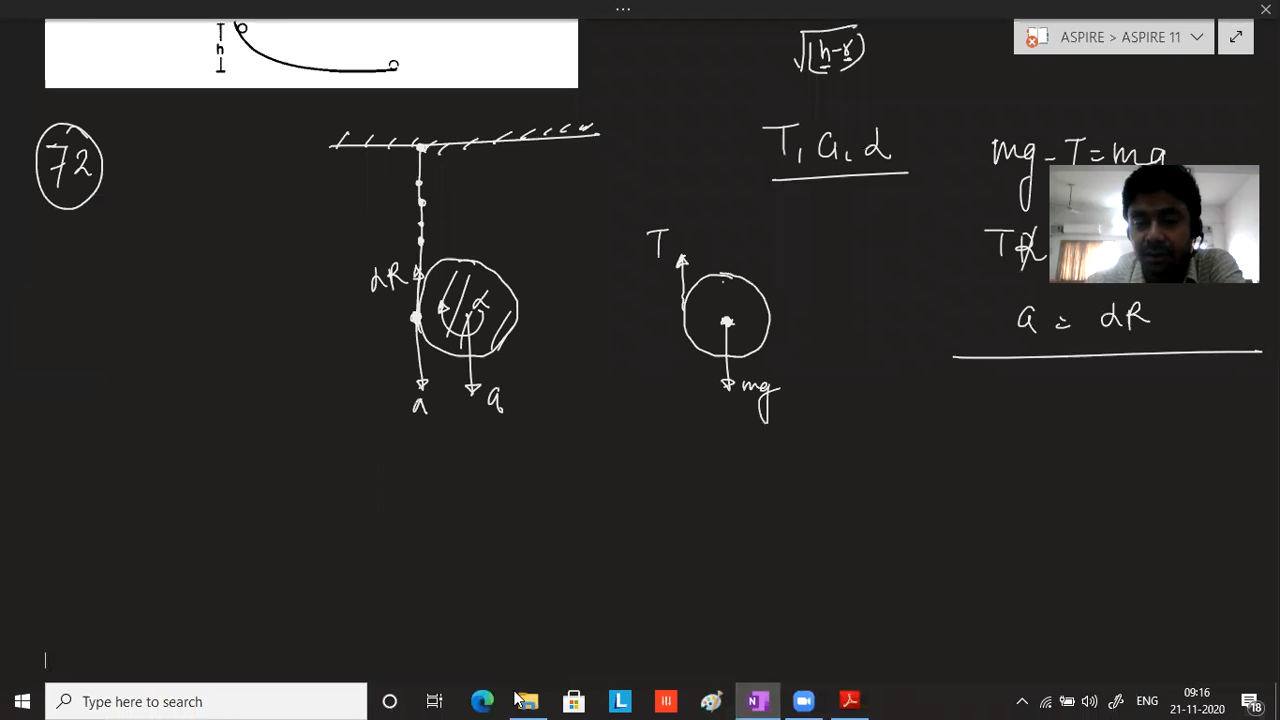 ...
ASPIRE > ASPIRE 11
h
√(h-r)
72
T, a, α
mg - T = ma
T
αR
α
T
a = αR
a
a
mg
Type here to search
L
ENG
09:16
21-11-2020
18